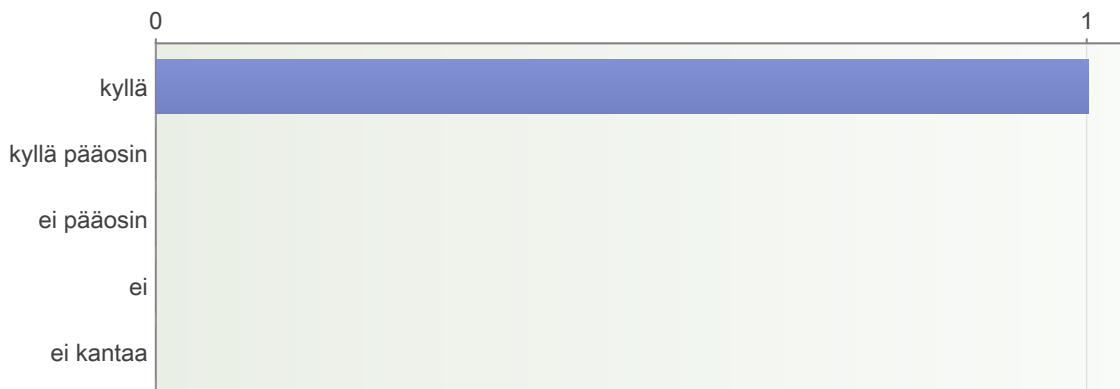 0 1
kyllä
kyllä pääosin
ei pääosin
ei
ei kantaa